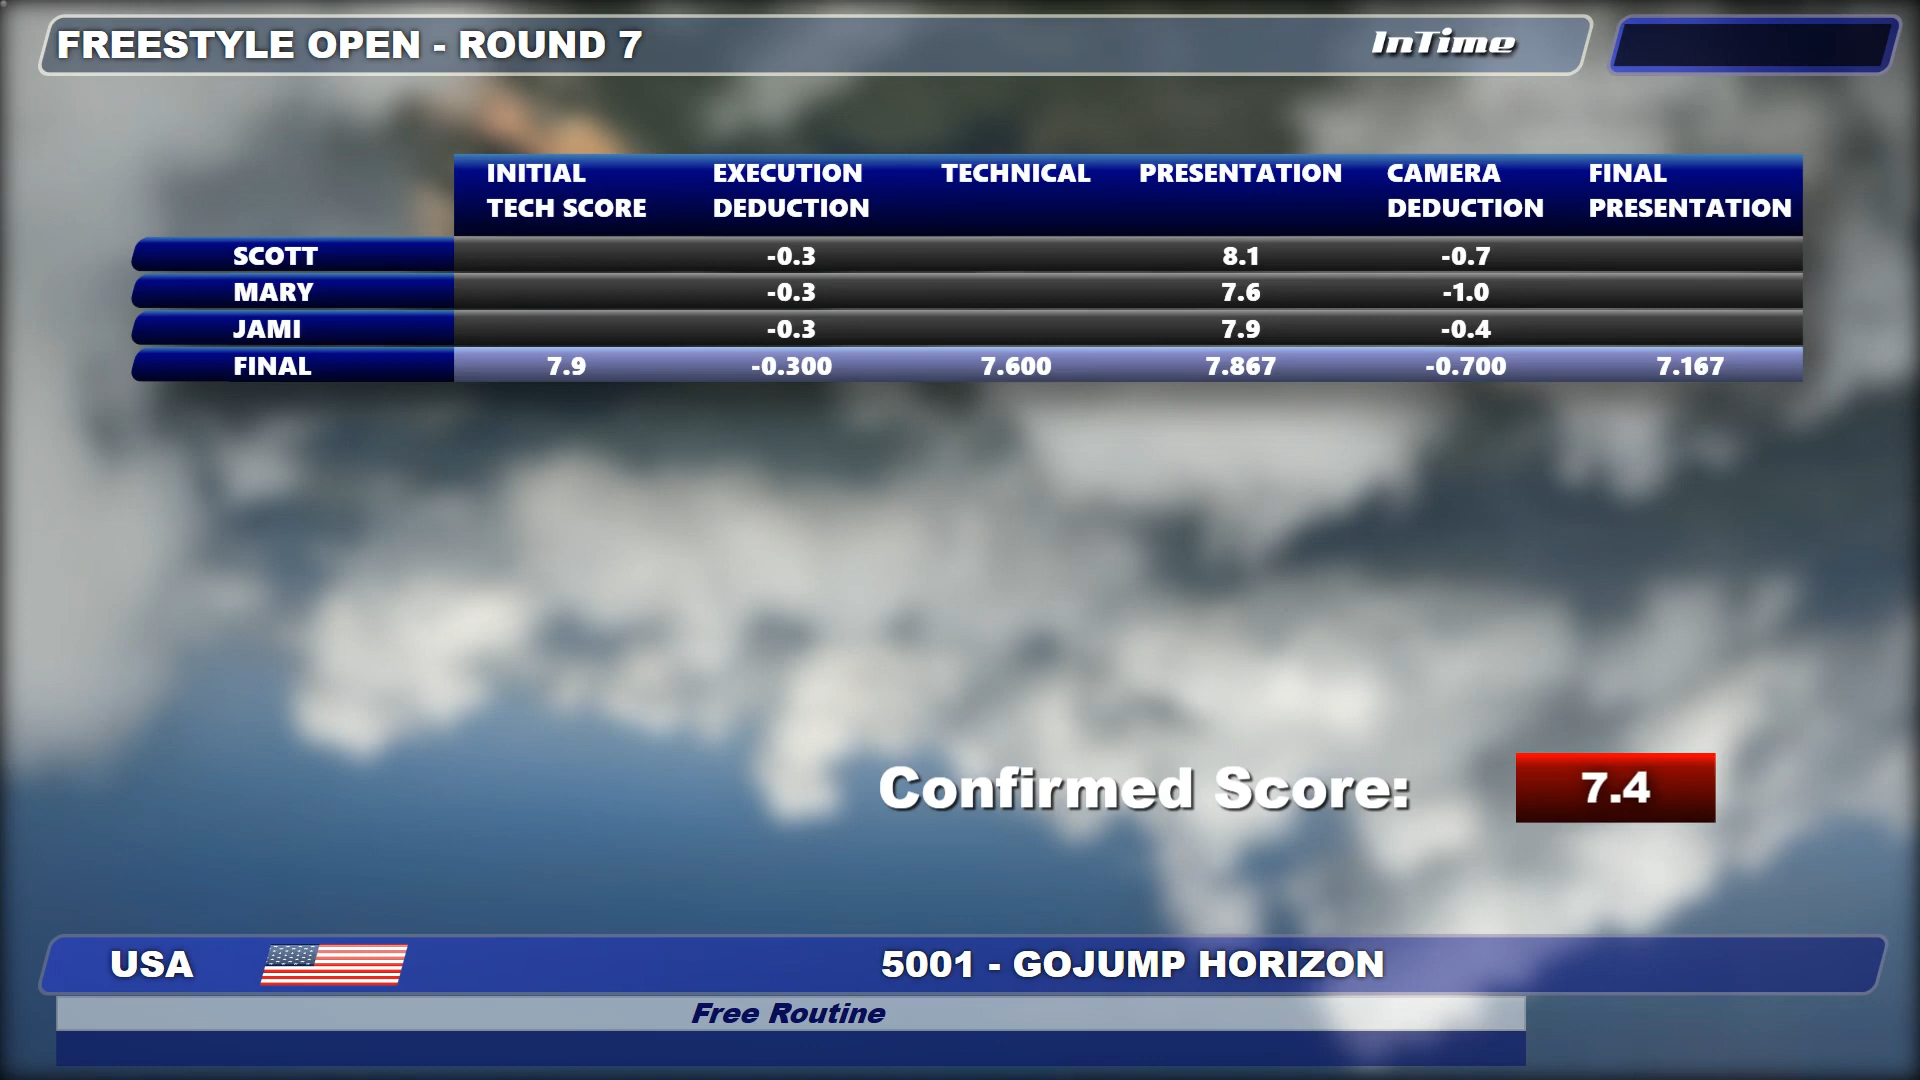 FREESTYLE OPEN - ROUND 7
InTime
INITIAL TECH SCORE EXECUTION DEDUCTION TECHNICAL PRESENTATION CAMERA DEDUCTION FINAL PRESENTATION
SCOTT -0.3 8.1 -0.7
MARY -0.3 7.6 -1.0
JAMI -0.3 7.9 -0.4
FINAL 7.9 -0.300 7.600 7.867 -0.700 7.167
Confirmed Score: 7.4
USA 5001 - GOJUMP HORIZON
Free Routine